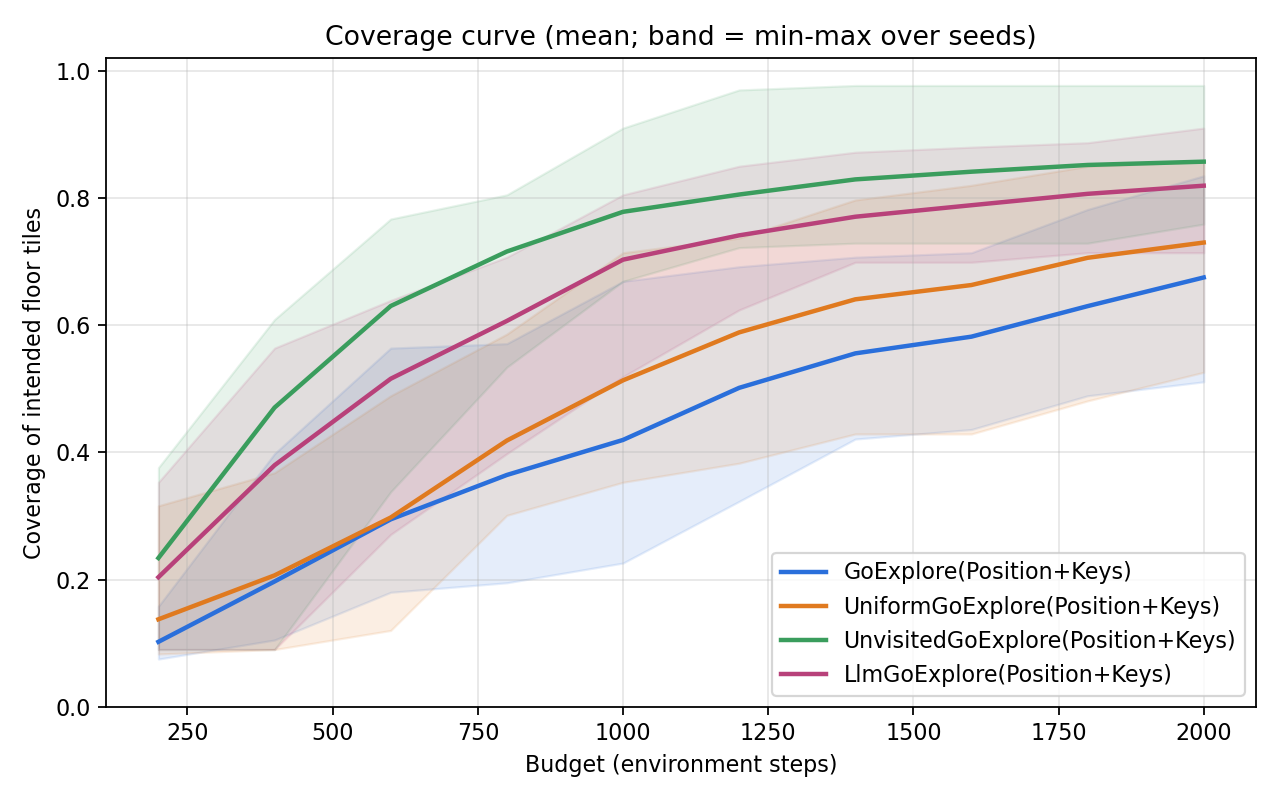 Coverage curve (mean; band = min-max over seeds)
Coverage of intended floor tiles
1.0
0.8
0.6
0.4
0.2
0.0
250 500 750 1000 1250 1500 1750 2000
Budget (environment steps)
GoExplore(Position+Keys)
UniformGoExplore(Position+Keys)
UnvisitedGoExplore(Position+Keys)
LlmGoExplore(Position+Keys)